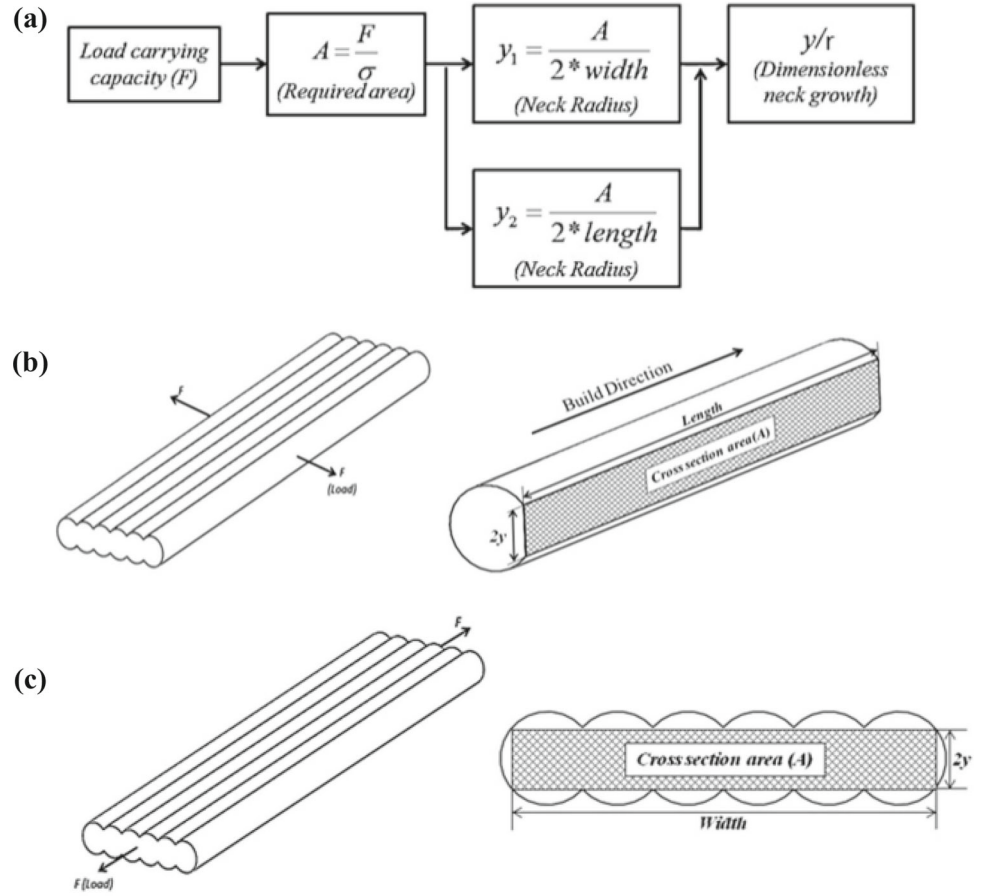 (a)
Load carrying
capacity (F)
A = F/σ
(Required area)
y₁ = A/2* width
(Neck Radius)
y/r
(Dimensionless
neck growth)
y₂ = A/2* length
(Neck Radius)
(b)
F
F
(Load)
Build Direction
Length
Cross section area(A)
2y
(c)
F
F (Load)
Cross section area (A)
2y
Width